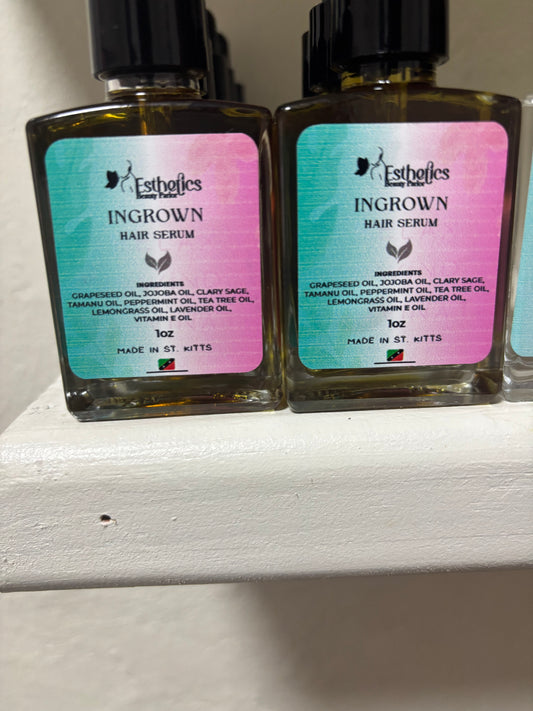 Esthetics
Beauty Parlor
INGROWN
HAIR SERUM
INGREDIENTS
GRAPESEED OIL, JOJOBA OIL, CLARY SAGE,
TAMANU OIL, PEPPERMINT OIL, TEA TREE OIL,
LEMONGRASS OIL, LAVENDER OIL,
VITAMIN E OIL
1oz
MADE IN ST. KITTS
Esthetics
Beauty Parlor
INGROWN
HAIR SERUM
INGREDIENTS
GRAPESEED OIL, JOJOBA OIL, CLARY SAGE,
TAMANU OIL, PEPPERMINT OIL, TEA TREE OIL,
LEMONGRASS OIL, LAVENDER OIL,
VITAMIN E OIL
1oz
MADE IN ST. KITTS